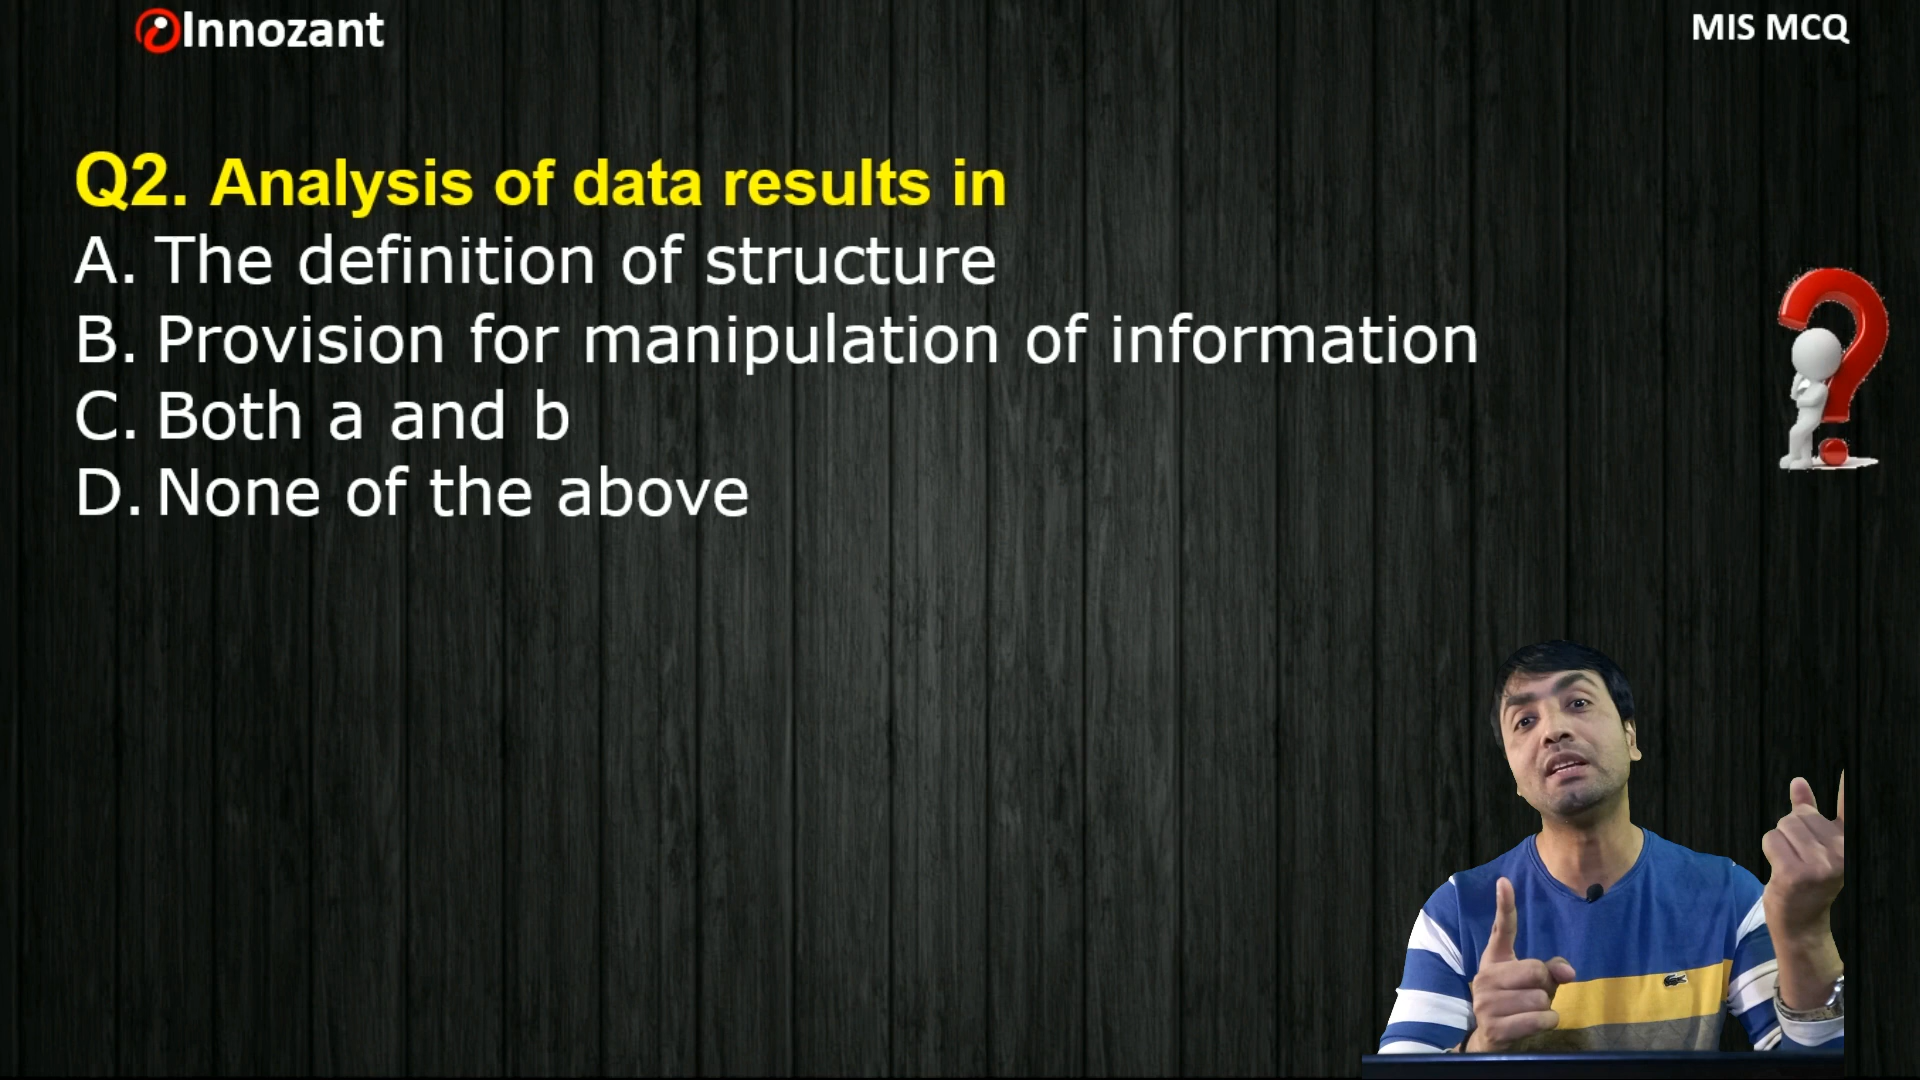 Innozant
MIS MCQ
Q2. Analysis of data results in
A. The definition of structure
B. Provision for manipulation of information
C. Both a and b
D. None of the above